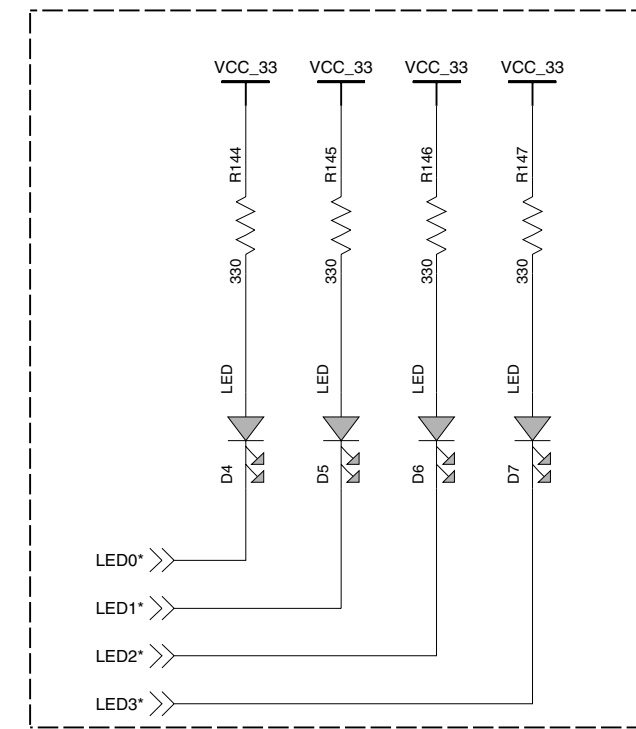 VCC_33 VCC_33 VCC_33 VCC_33
R144 R145 R146 R147
330 330 330 330
LED LED LED LED
D4 D5 D6 D7
LED0*
LED1*
LED2*
LED3*